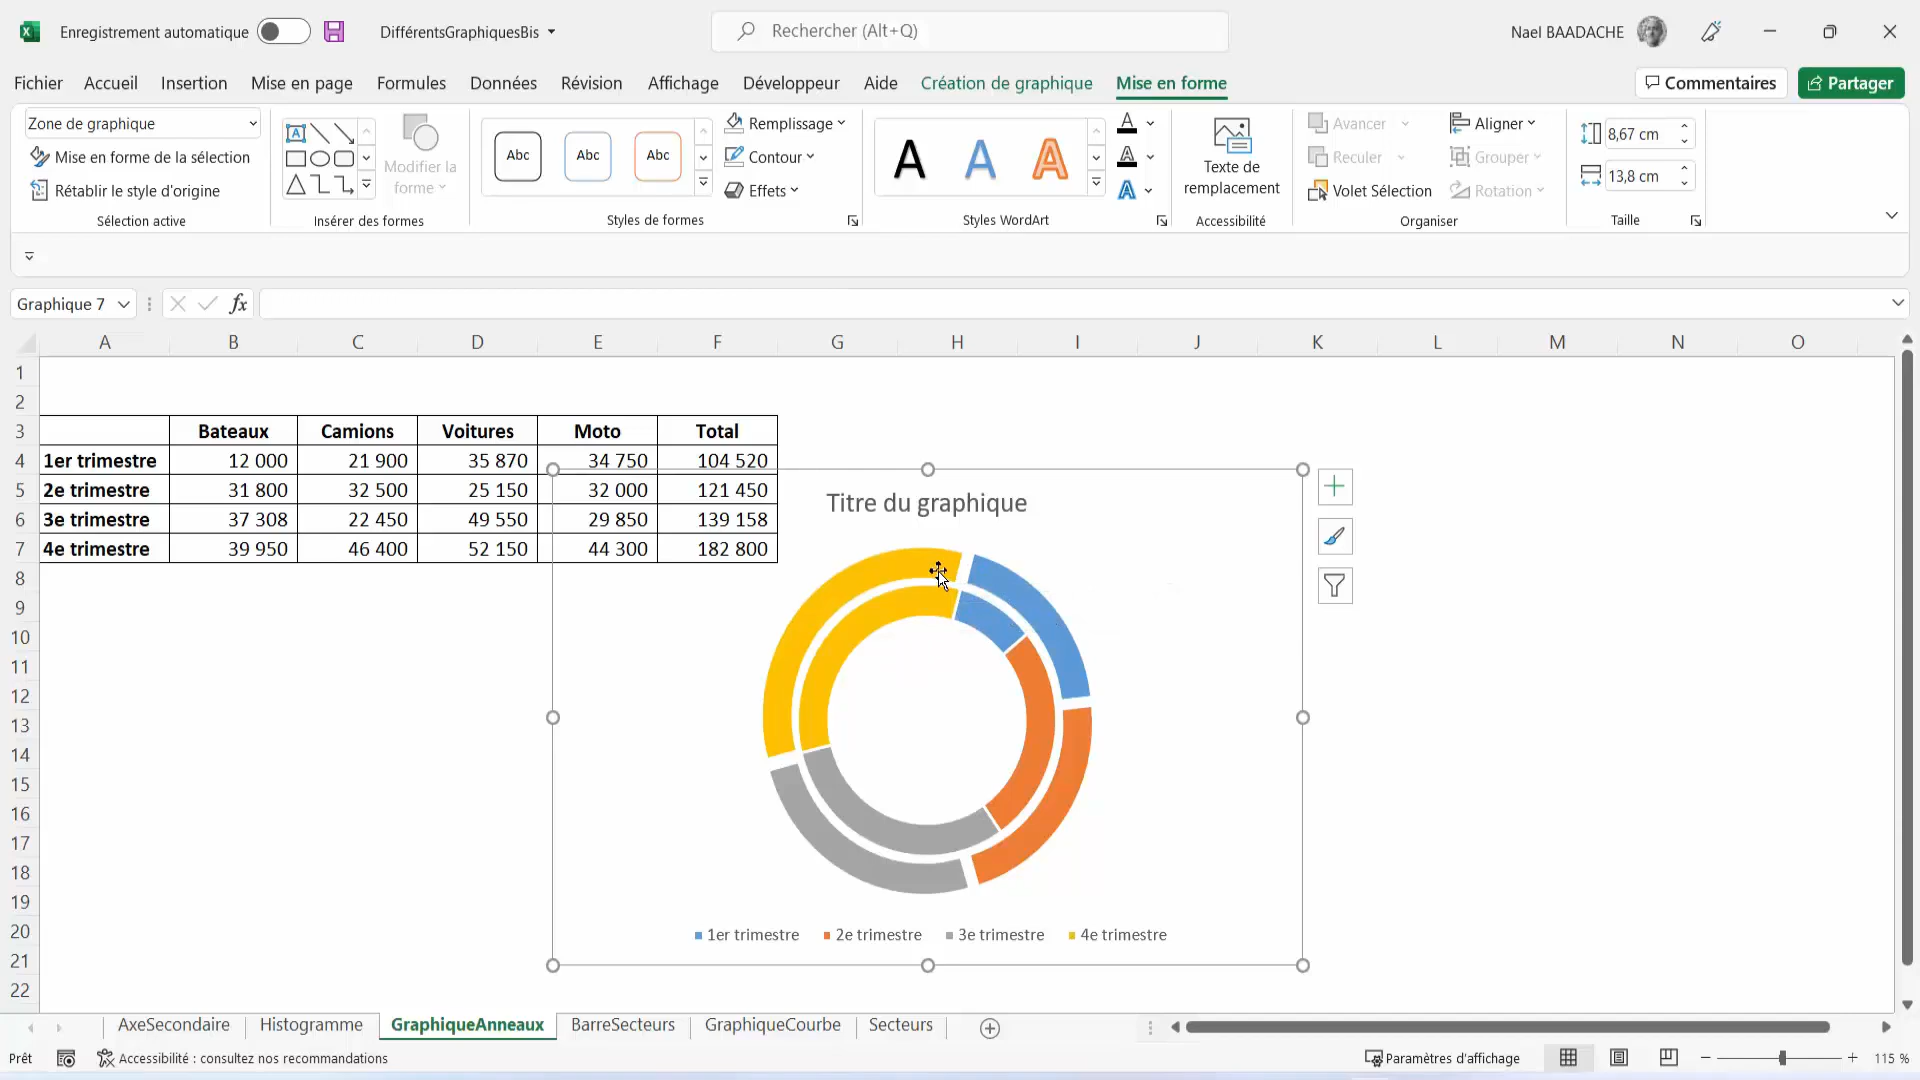 Enregistrement automatique
DifférentsGraphiquesBis
Rechercher (Alt+Q)
Nael BAADACHE
Fichier Accueil Insertion Mise en page Formules Données Révision Affichage Développeur Aide Création de graphique Mise en forme
Commentaires
Partager
Zone de graphique
Mise en forme de la sélection
Rétablir le style d'origine
Sélection active
Modifier la
forme
Insérer des formes
Abc Abc Abc
Remplissage
Contour
Effets
Styles de formes
A A A
Styles WordArt
Texte de
remplacement
Accessibilité
Avancer
Reculer
Volet Sélection
Aligner
Grouper
Rotation
Organiser
8,67 cm
13,8 cm
Taille
Graphique 7
fx
A B C D E F G H I J K L M N O
1
2
3 Bateaux Camions Voitures Moto Total
4 1er trimestre 12 000 21 900 35 870 34 750 104 520
5 2e trimestre 31 800 32 500 25 150 32 000 121 450
6 3e trimestre 37 308 22 450 49 550 29 850 139 158
7 4e trimestre 39 950 46 400 52 150 44 300 182 800
8
9
10
11
12
13
14
15
16
17
18
19
20
21
22
Titre du graphique
1er trimestre 2e trimestre 3e trimestre 4e trimestre
AxeSecondaire Histogramme GraphiqueAnneaux BarreSecteurs GraphiqueCourbe Secteurs
Prêt
Accessibilité : consultez nos recommandations
Paramètres d'affichage
115 %